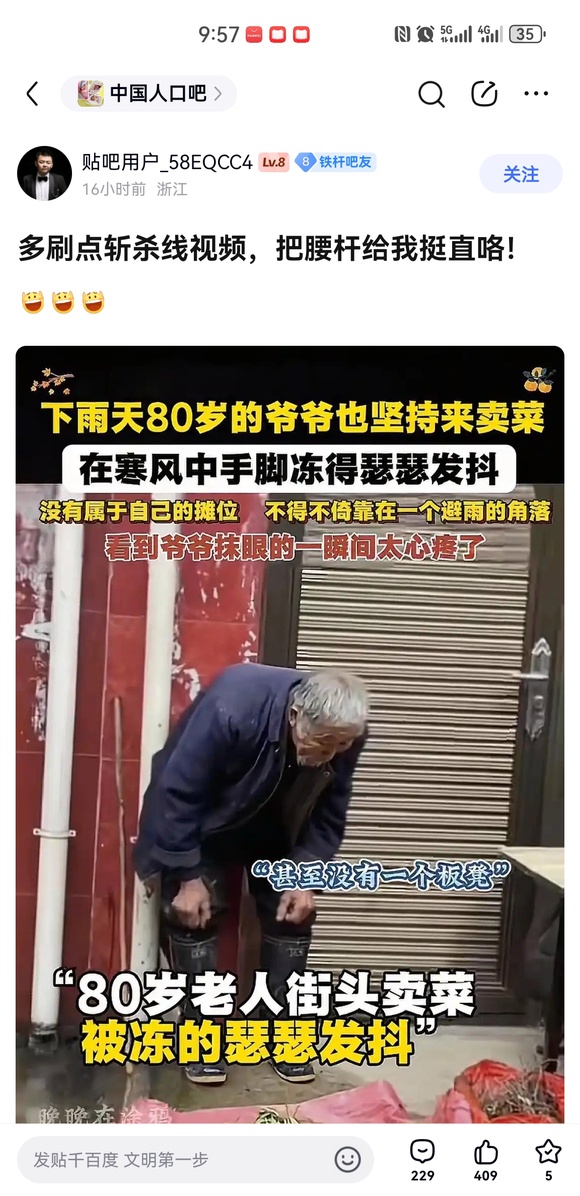 9:57
5G
4G
35
中国人口吧
贴吧用户_58EQCC4 Lv.8 8 铁杆吧友
16小时前 浙江
关注
多刷点斩杀线视频，把腰杆给我挺直咯！
下雨天80岁的爷爷也坚持来卖菜
在寒风中手脚冻得瑟瑟发抖
没有属于自己的摊位 不得不倚靠在一个避雨的角落
看到爷爷抹眼的一瞬间太心疼了
“甚至没有一个板凳”
“80岁老人街头卖菜
被冻的瑟瑟发抖”
晚晚在涂鸦
发贴千百度 文明第一步
229
409
5